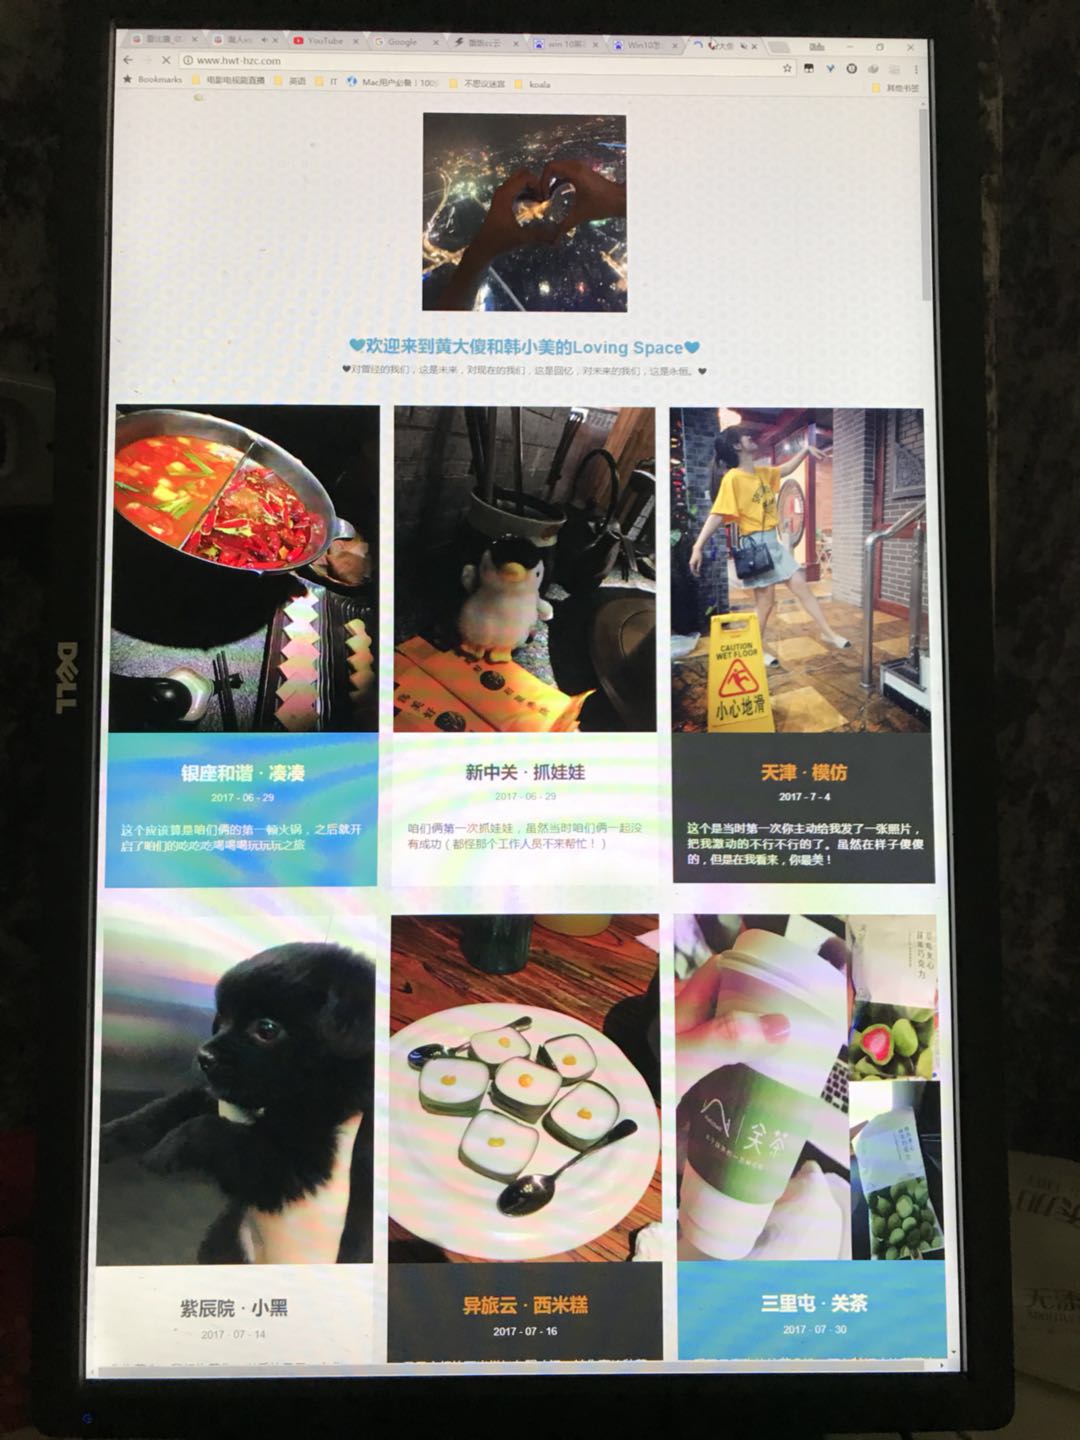 YouTube
Google
win 10
Win10怎
www.hwt-hzc.com
Bookmarks
电影电视剧直播
英语
IT
Mac用户必备！100
不思议迷宫
koala
其他书签
欢迎来到黄大傻和韩小美的Loving Space
对曾经的我们，这是未来，对现在的我们，这是回忆，对未来的我们，这是永恒。
CAUTION
WET FLOOR
小心地滑
银座和谐 · 凑凑
2017 - 06 - 29
这个应该算是咱们俩的第一顿火锅，之后就开
启了咱们的吃吃吃喝喝喝玩玩玩之旅
新中关 · 抓娃娃
2017 - 06 - 29
咱们俩第一次抓娃娃，虽然当时咱们俩一起没
有成功（都怪那个工作人员不来帮忙！）
天津 · 模仿
2017 - 7 - 4
这个是当时第一次你主动给我发了一张照片，
把我激动的不行不行的了。虽然在样子傻傻
的，但是在我看来，你最美！
关茶
紫辰院 · 小黑
2017 - 07 - 14
异旅云 · 西米糕
2017 - 07 - 16
三里屯 · 关茶
2017 - 07 - 30
DELL